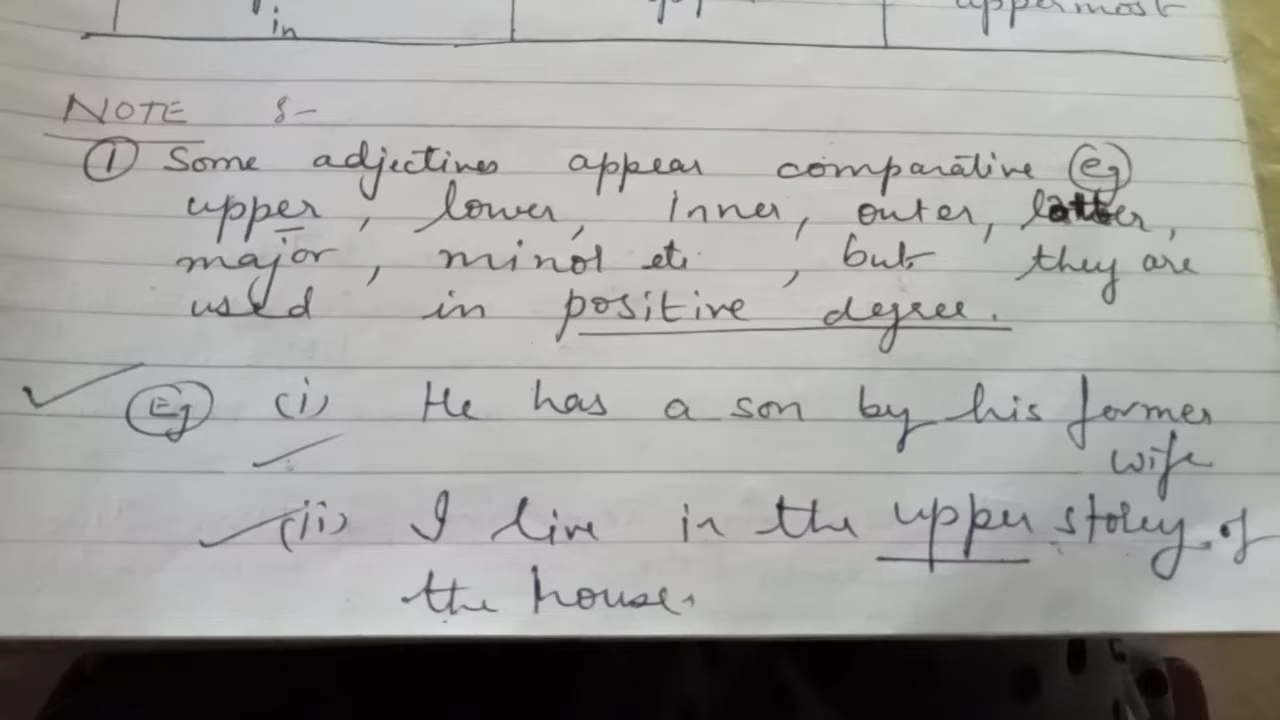 in uppermost
NOTE :-
① Some adjectives appear comparative (eg)
upper, lower, inner, outer, latter,
major, minor etc, but they are
used in positive degree.
(Eg) (i) He has a son by his former
wife
(ii) I live in the upper storey of
the house.